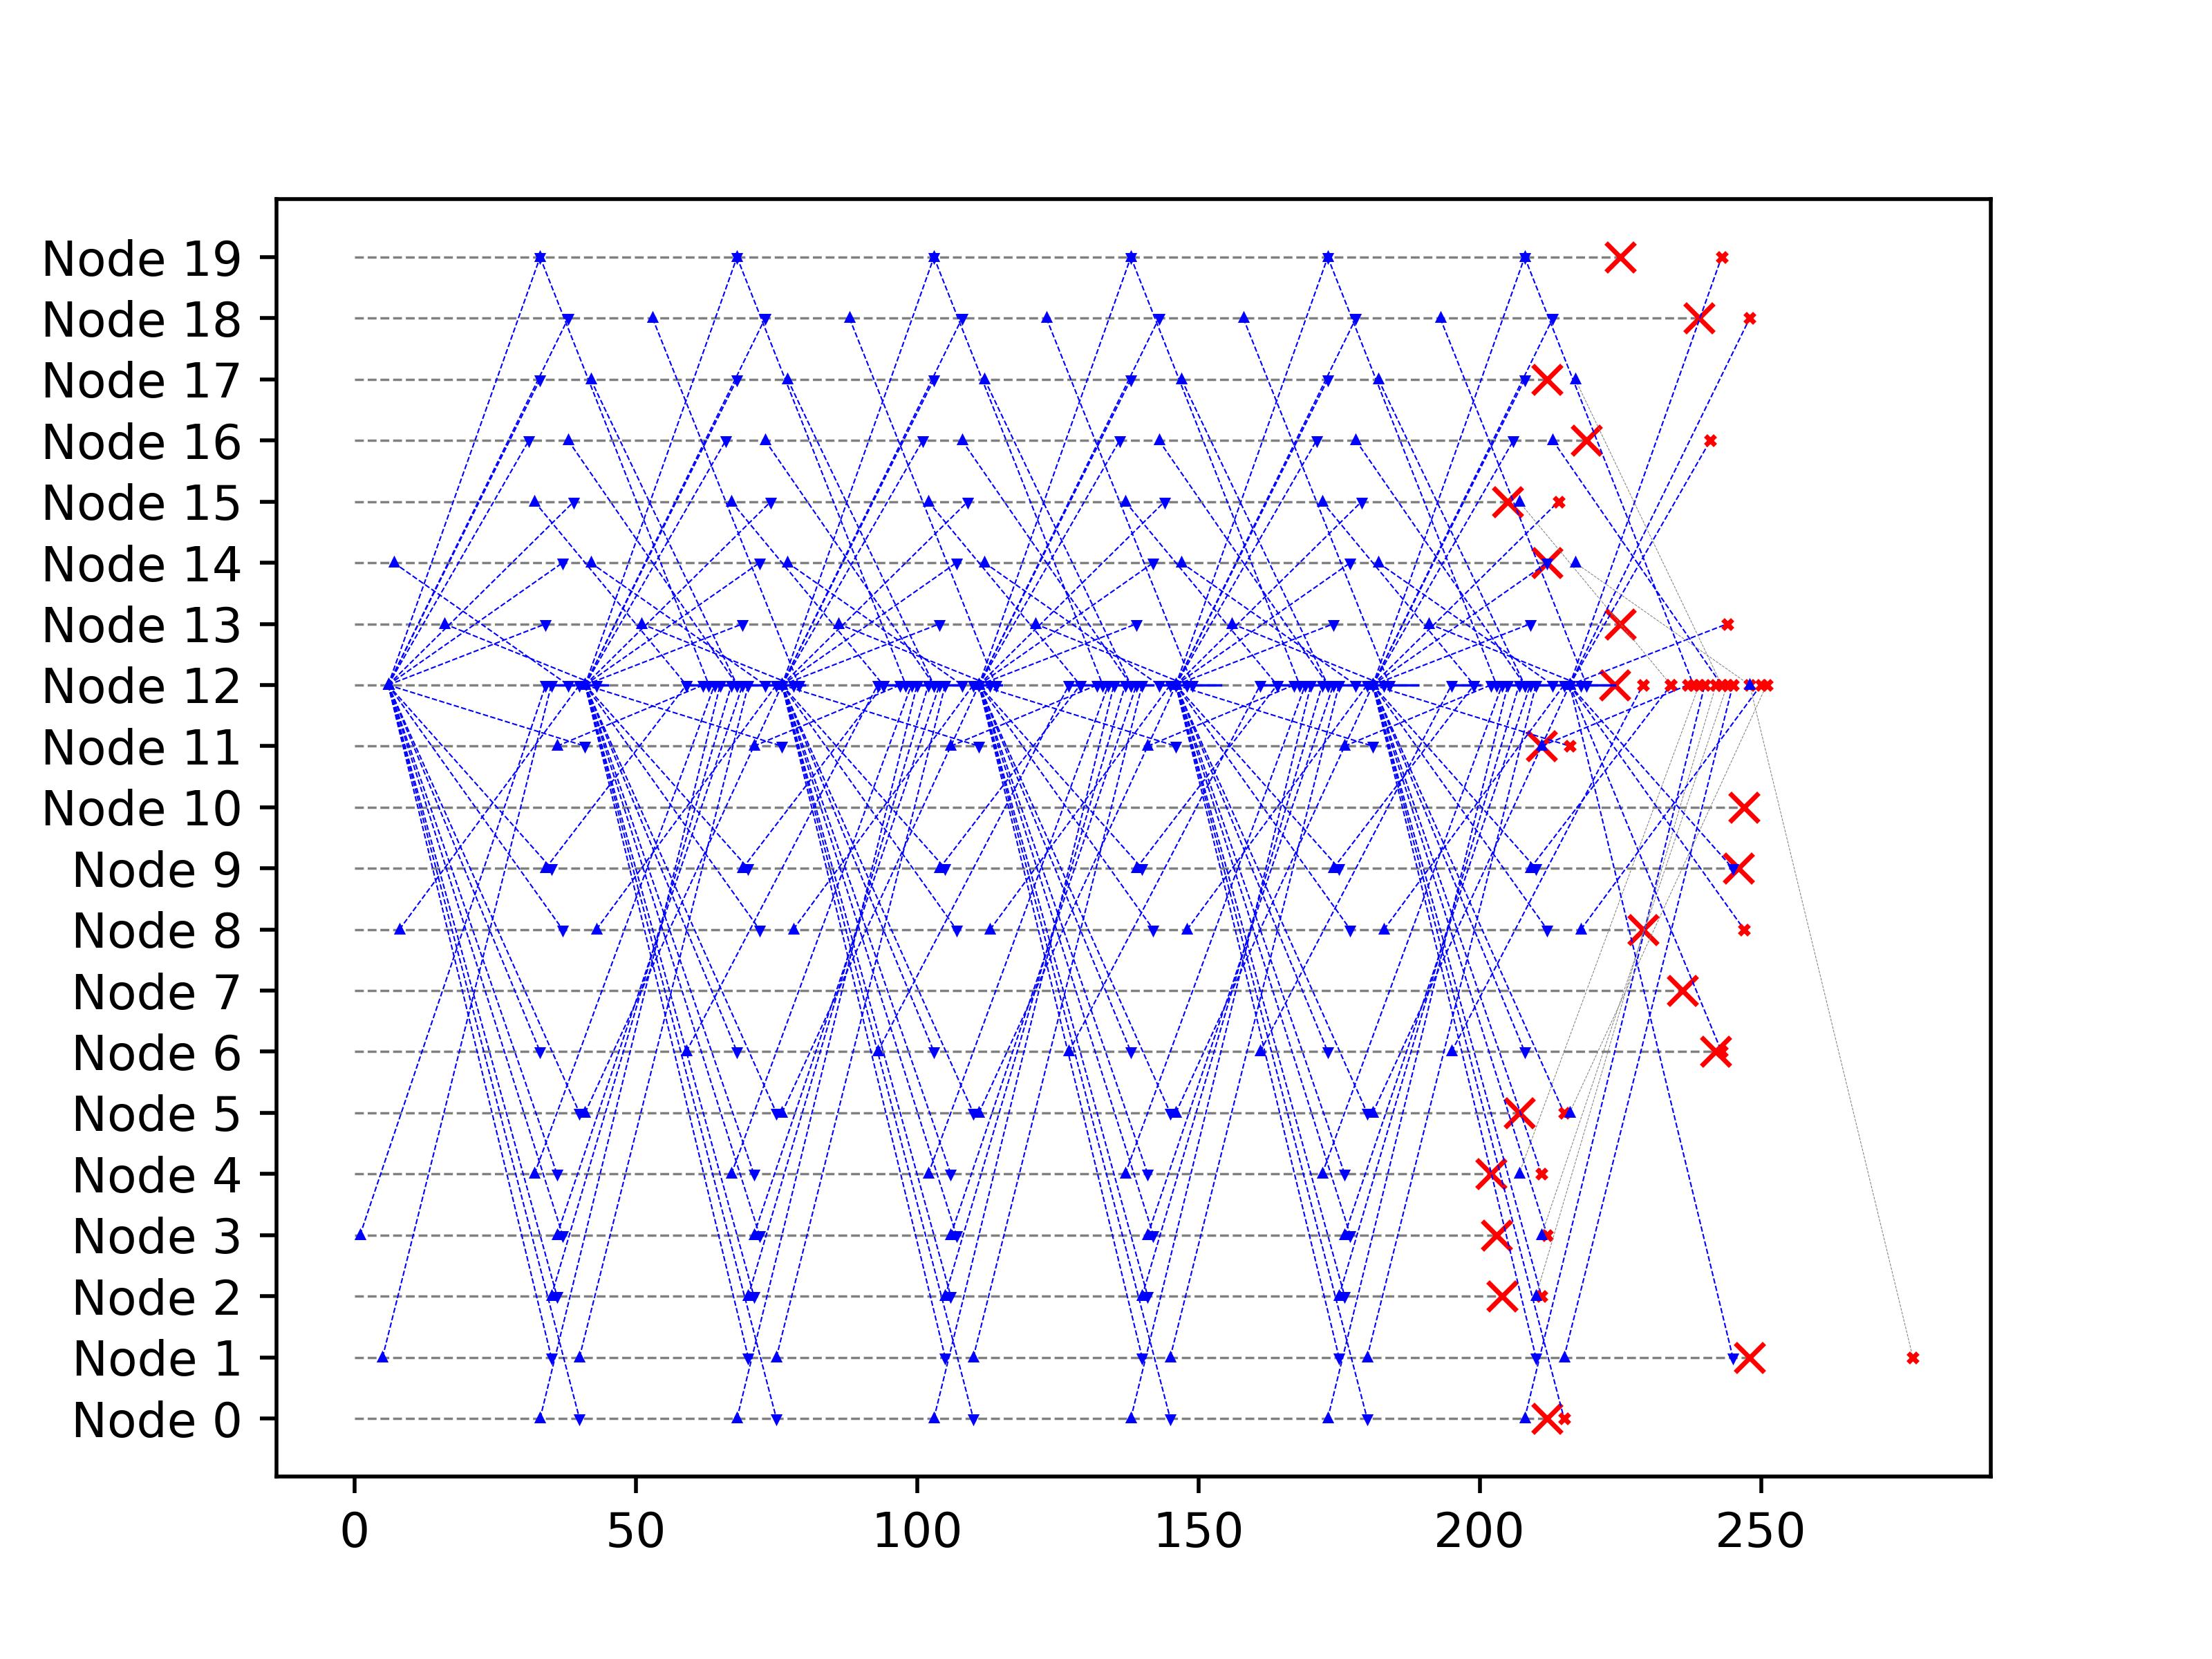 Node 19
Node 18
Node 17
Node 16
Node 15
Node 14
Node 13
Node 12
Node 11
Node 10
Node 9
Node 8
Node 7
Node 6
Node 5
Node 4
Node 3
Node 2
Node 1
Node 0
0 50 100 150 200 250